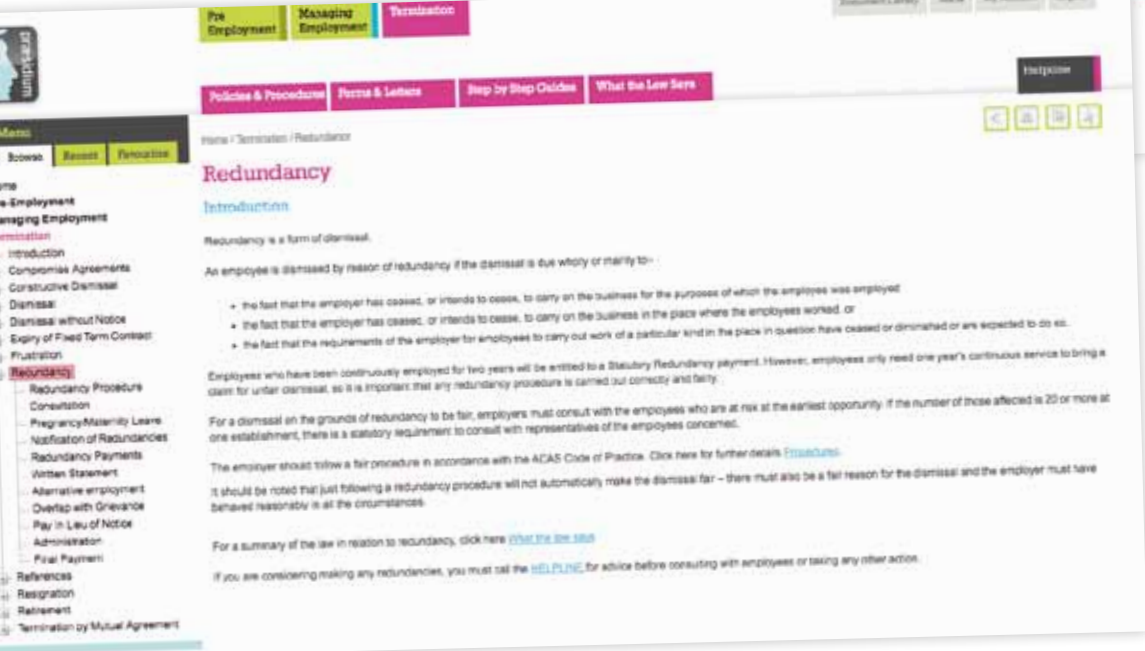 Pre
Employment
Managing
Employment
Termination
Helpline
Policies & Procedures
Forms & Letters
Step by Step Guides
What the Law Says
præsidium
Menu
Browse
Recent
Favourites
Home / Termination / Redundancy
Redundancy
Introduction
Redundancy is a form of dismissal.
An employee is dismissed by reason of redundancy if the dismissal is due wholly or mainly to:-
• the fact that the employer has ceased, or intends to cease, to carry on the business for the purposes of which the employee was employed
• the fact that the employer has ceased, or intends to cease, to carry on the business in the place where the employees worked, or
• the fact that the requirements of the employer for employees to carry out work of a particular kind in the place in question have ceased or diminished or are expected to do so.
Employees who have been continuously employed for two years will be entitled to a Statutory Redundancy payment. However, employees only need one year's continuous service to bring a
claim for unfair dismissal, so it is important that any redundancy procedure is carried out correctly and fairly.
For a dismissal on the grounds of redundancy to be fair, employers must consult with the employees who are at risk at the earliest opportunity. If the number of those affected is 20 or more at
one establishment, there is a statutory requirement to consult with representatives of the employees concerned.
The employer should follow a fair procedure in accordance with the ACAS Code of Practice. Click here for further details Procedures.
It should be noted that just following a redundancy procedure will not automatically make the dismissal fair – there must also be a fair reason for the dismissal and the employer must have
behaved reasonably in all the circumstances.
For a summary of the law in relation to redundancy, click here What the law says
If you are considering making any redundancies, you must call the HELPLINE for advice before consulting with employees or taking any other action.
ome
e-Employment
anaging Employment
rmination
Introduction
Compromise Agreements
Constructive Dismissal
Dismissal
Dismissal without Notice
Expiry of Fixed Term Contract
Frustration
Redundancy
Redundancy Procedure
Consultation
Pregnancy/Maternity Leave
Notification of Redundancies
Redundancy Payments
Written Statement
Alternative employment
Overlap with Grievance
Pay in Lieu of Notice
Administration
Final Payment
References
Resignation
Retirement
Termination by Mutual Agreement